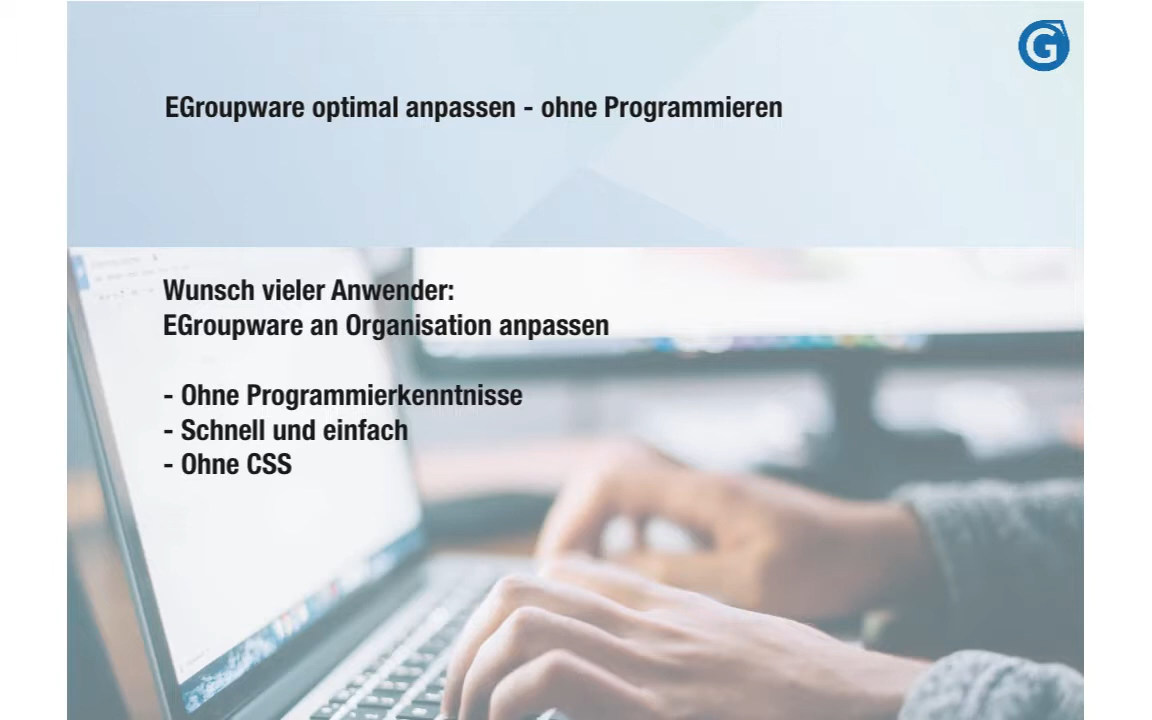 EGroupware optimal anpassen - ohne Programmieren
Wunsch vieler Anwender:
EGroupware an Organisation anpassen
- Ohne Programmierkenntnisse
- Schnell und einfach
- Ohne CSS